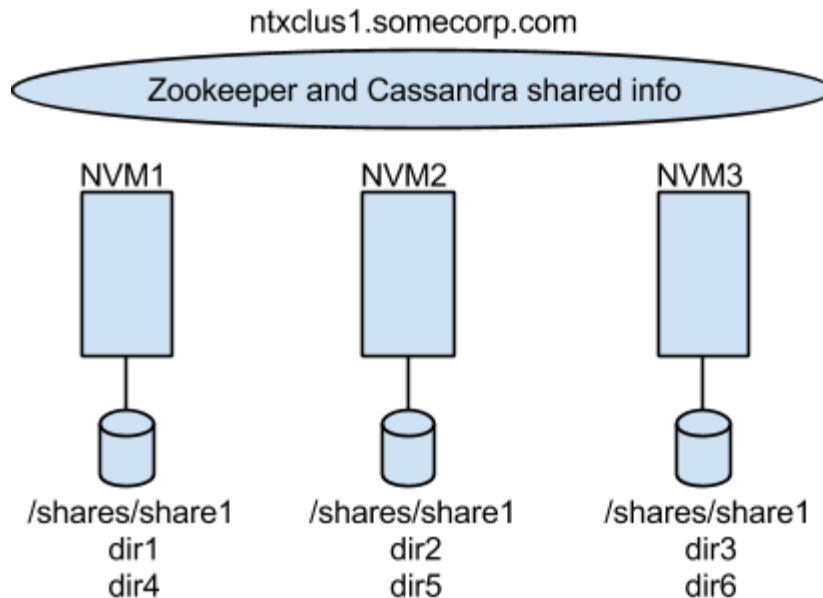 ntxclus1.somecorp.com
Zookeeper and Cassandra shared info
NVM1
NVM2
NVM3
/shares/share1
dir1
dir4
/shares/share1
dir2
dir5
/shares/share1
dir3
dir6